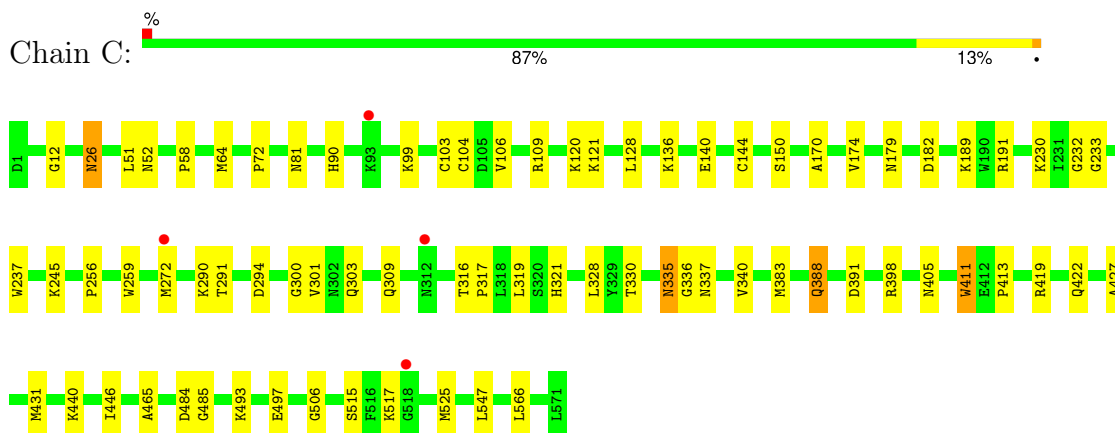 %
Chain C:
87% 13% •
D1 G12 N26 L51 N52 P58 M64 P72 N81 H90 K93 K99 C103 C104 D105 V106 R109 K120 K121 L128 K136 E140 C144 S150 A170 V174 N179 D182 K189 W190 R191 K230 I231 G232 G233
W237 K245 P256 W259 M272 K290 T291 D294 G300 V301 N302 Q303 Q309 N312 T316 P317 L318 L319 S320 H321 L328 Y329 T330 N335 G336 N337 V340 M383 Q388 D391 R398 N405 W411 E412 P413 R419 Q422 A427
M431 K440 I446 A465 D484 G485 K493 E497 G506 S515 F516 K517 G518 M525 L547 L566 L571